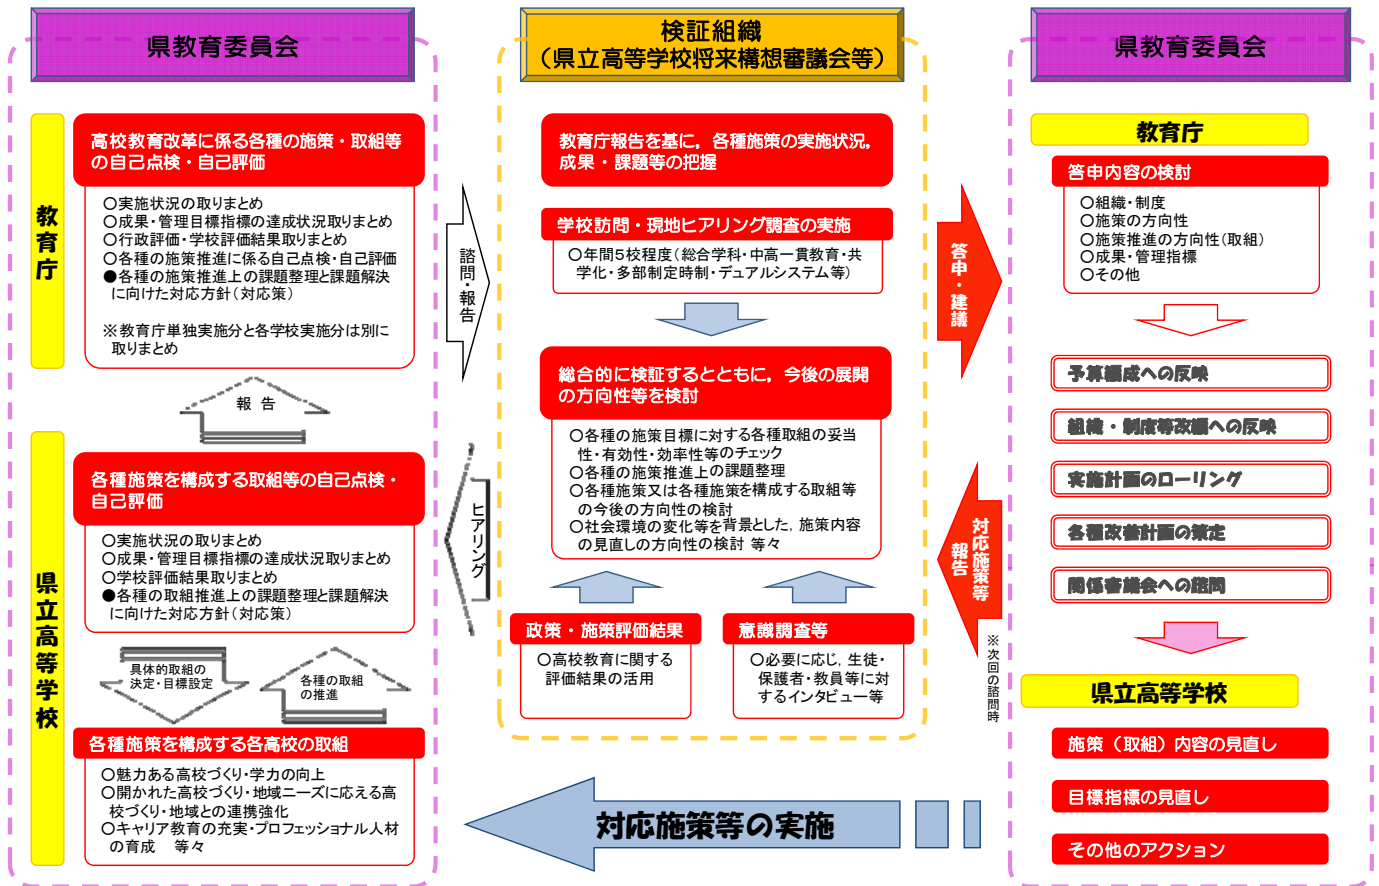 県教育委員会
教育庁
高校教育改革に係る各種の施策・取組等
の自己点検・自己評価
○実施状況の取りまとめ
○成果・管理目標指標の達成状況取りまとめ
○行政評価・学校評価結果取りまとめ
○各種の施策推進に係る自己点検・自己評価
●各種の施策推進上の課題整理と課題解決
に向けた対応方針（対応策）
※教育庁単独実施分と各学校実施分は別に
取りまとめ
報 告
県立高等学校
各種施策を構成する取組等の自己点検・
自己評価
○実施状況の取りまとめ
○成果・管理目標指標の達成状況取りまとめ
○学校評価結果取りまとめ
●各種の取組推進上の課題整理と課題解決
に向けた対応方針（対応策）
具体的取組の
決定・目標設定
各種の取組
の推進
各種施策を構成する各高校の取組
○魅力ある高校づくり・学力の向上
○開かれた高校づくり・地域ニーズに応える高
校づくり・地域との連携強化
○キャリア教育の充実・プロフェッショナル人材
の育成　等々
諮問・報告
ヒアリング
検証組織
（県立高等学校将来構想審議会等）
教育庁報告を基に，各種施策の実施状況，
成果・課題等の把握
学校訪問・現地ヒアリング調査の実施
○年間５校程度（総合学科・中高一貫教育・共
学化・多部制定時制・デュアルシステム等）
総合的に検証するとともに，今後の展開
の方向性等を検討
○各種の施策目標に対する各種取組の妥当
性・有効性・効率性等のチェック
○各種の施策推進上の課題整理
○各種施策又は各種施策を構成する取組等
の今後の方向性の検討
○社会環境の変化等を背景とした，施策内容
の見直しの方向性の検討 等々
政策・施策評価結果
○高校教育に関する
評価結果の活用
意識調査等
○必要に応じ，生徒・
保護者・教員等に対
するインタビュー等
答申・建議
対応施策等
報告
※次回の諮問時
対応施策等の実施
県教育委員会
教育庁
答申内容の検討
○組織・制度
○施策の方向性
○施策推進の方向性（取組）
○成果・管理指標
○その他
予算編成への反映
組織・制度等改編への反映
実施計画のローリング
各種改善計画の策定
関係審議会への諮問
県立高等学校
施策（取組）内容の見直し
目標指標の見直し
その他のアクション